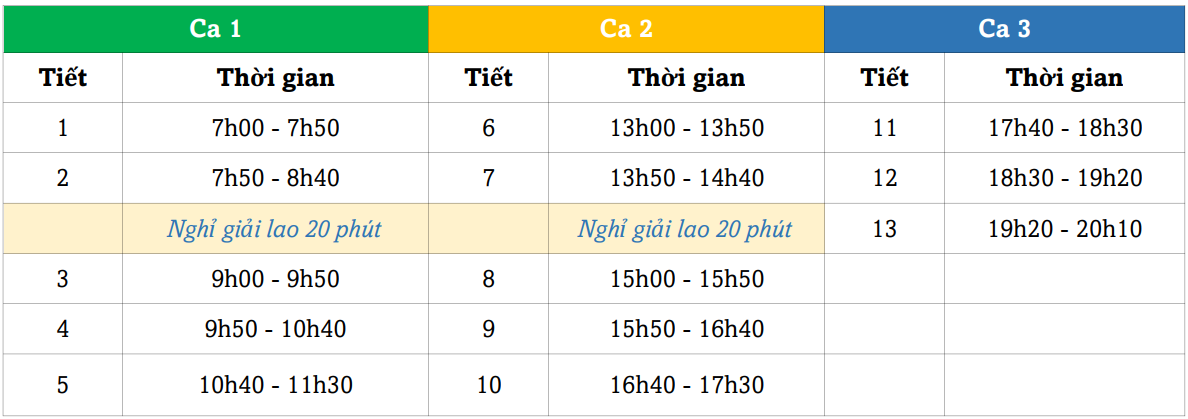 Ca 1 Ca 2 Ca 3
Tiết Thời gian Tiết Thời gian Tiết Thời gian
1 7h00 - 7h50 6 13h00 - 13h50 11 17h40 - 18h30
2 7h50 - 8h40 7 13h50 - 14h40 12 18h30 - 19h20
Nghỉ giải lao 20 phút Nghỉ giải lao 20 phút 13 19h20 - 20h10
3 9h00 - 9h50 8 15h00 - 15h50
4 9h50 - 10h40 9 15h50 - 16h40
5 10h40 - 11h30 10 16h40 - 17h30